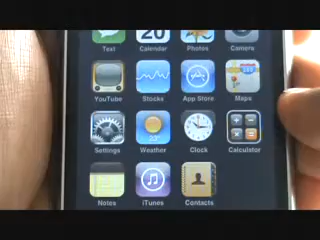 Text Calendar Photos Camera
20
YouTube Stocks App Store Maps
Settings Weather Clock Calculator
Notes iTunes Contacts